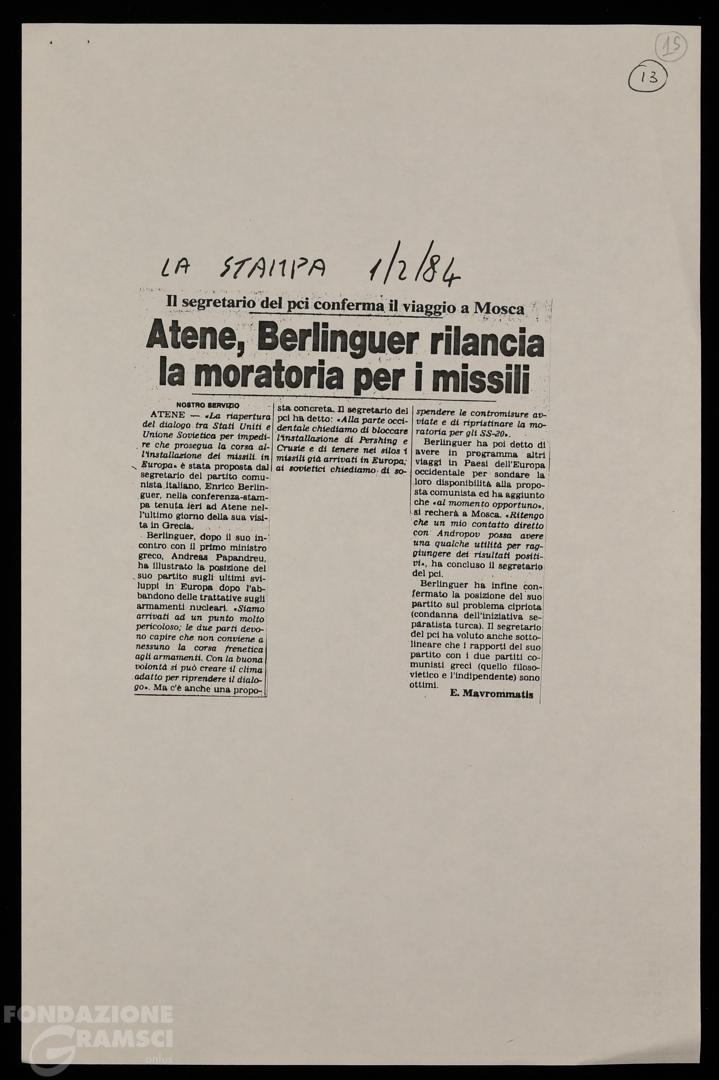 15
13
LA STAMPA 1/2/84
Il segretario del pci conferma il viaggio a Mosca
Atene, Berlinguer rilancia
la moratoria per i missili
NOSTRO SERVIZIO
ATENE — «La riapertura
del dialogo tra Stati Uniti e
Unione Sovietica per impedi-
re che prosegua la corsa al-
l'installazione dei missili in
Europa» è stata proposta dal
segretario del partito comu-
nista italiano, Enrico Berlin-
guer, nella conferenza-stam-
pa tenuta ieri ad Atene nel-
l'ultimo giorno della sua visi-
ta in Grecia.
Berlinguer, dopo il suo in-
contro con il primo ministro
greco, Andreas Papandreu,
ha illustrato la posizione del
suo partito sugli ultimi svi-
luppi in Europa dopo l'ab-
bandono delle trattative sugli
armamenti nucleari. «Siamo
arrivati ad un punto molto
pericoloso; le due parti devo-
no capire che non conviene a
nessuno la corsa frenetica
agli armamenti. Con la buona
volontà si può creare il clima
adatto per riprendere il dialo-
go». Ma c'è anche una propo-
sta concreta. Il segretario del
pci ha detto: «Alla parte occi-
dentale chiediamo di bloccare
l'installazione di Pershing e
Cruise e di tenere nei silos i
missili già arrivati in Europa;
ai sovietici chiediamo di so-
spendere le contromisure av-
viate e di ripristinare la mo-
ratoria per gli SS-20».
Berlinguer ha poi detto di
avere in programma altri
viaggi in Paesi dell'Europa
occidentale per sondare la
loro disponibilità alla propo-
sta comunista ed ha aggiunto
che «al momento opportuno»,
si recherà a Mosca. «Ritengo
che un mio contatto diretto
con Andropov possa avere
una qualche utilità per rag-
giungere dei risultati positi-
vi», ha concluso il segretario
del pci.
Berlinguer ha infine con-
fermato la posizione del suo
partito sul problema cipriota
(condanna dell'iniziativa se-
paratista turca). Il segretario
del pci ha voluto anche sotto-
lineare che i rapporti del suo
partito con i due partiti co-
munisti greci (quello filoso-
vietico e l'indipendente) sono
ottimi.
E. Mavrommatis
FONDAZIONE
GRAMSCI
onlus